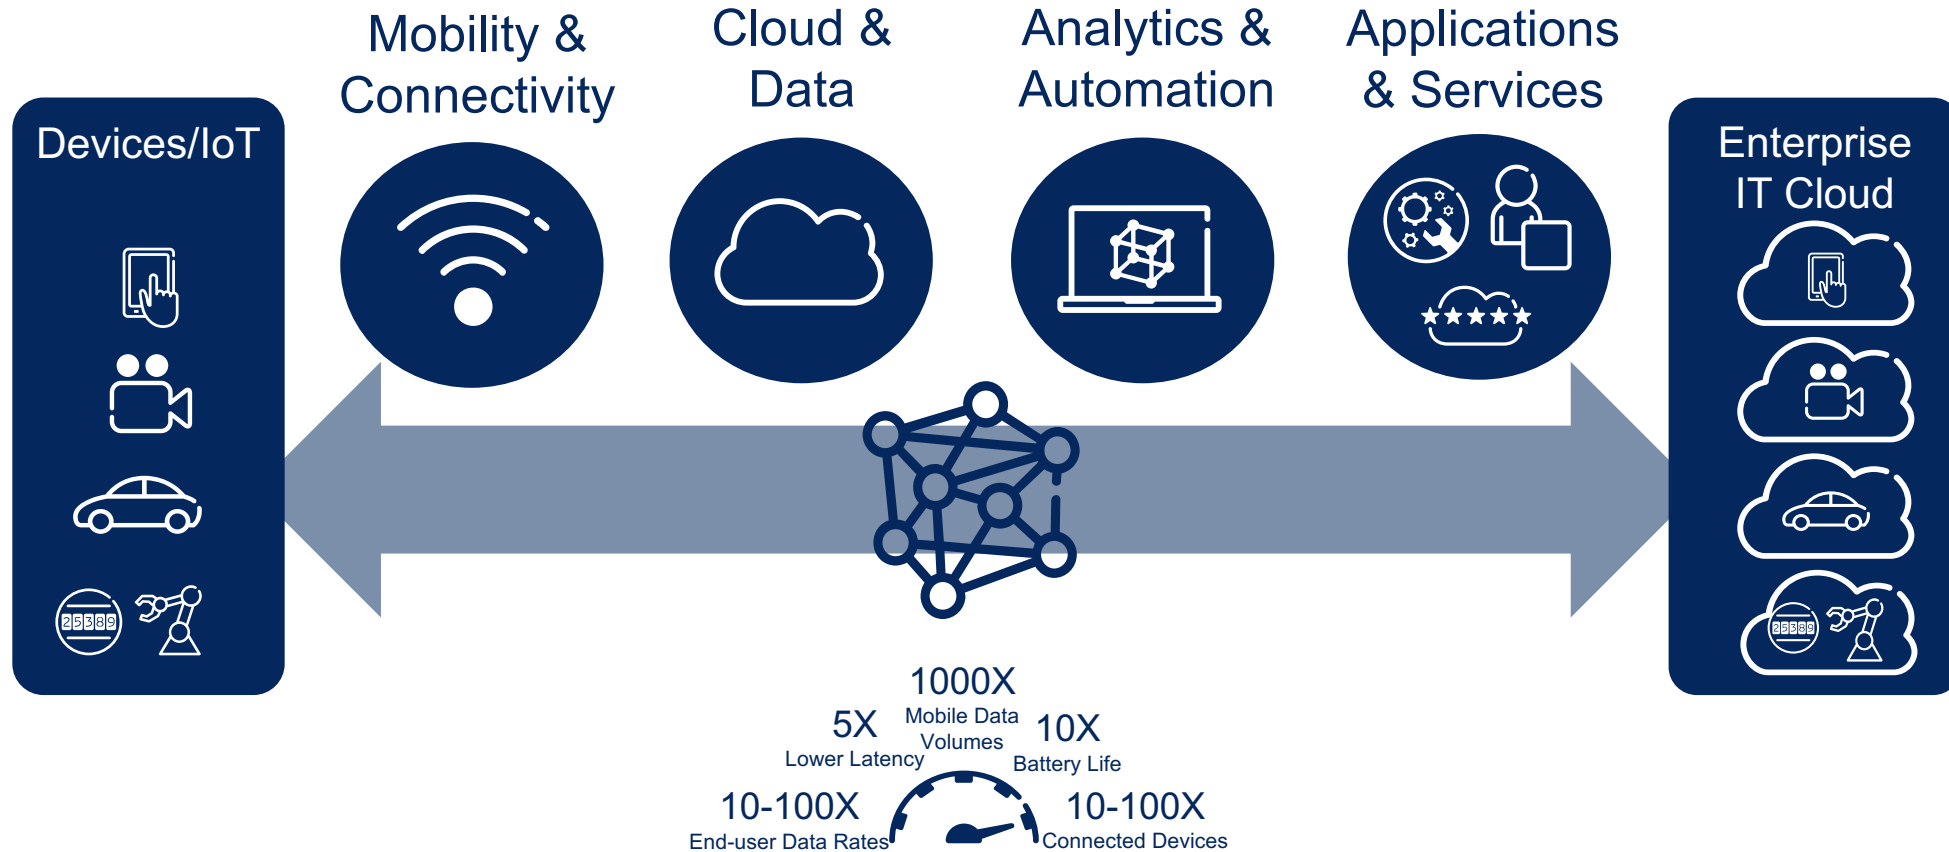 Mobility &
Connectivity
Cloud &
Data
Analytics &
Automation
Applications
& Services
Devices/IoT
25389
Enterprise
IT Cloud
25389
1000X
Mobile Data
Volumes
5X
Lower Latency
10X
Battery Life
10-100X
End-user Data Rates
10-100X
Connected Devices